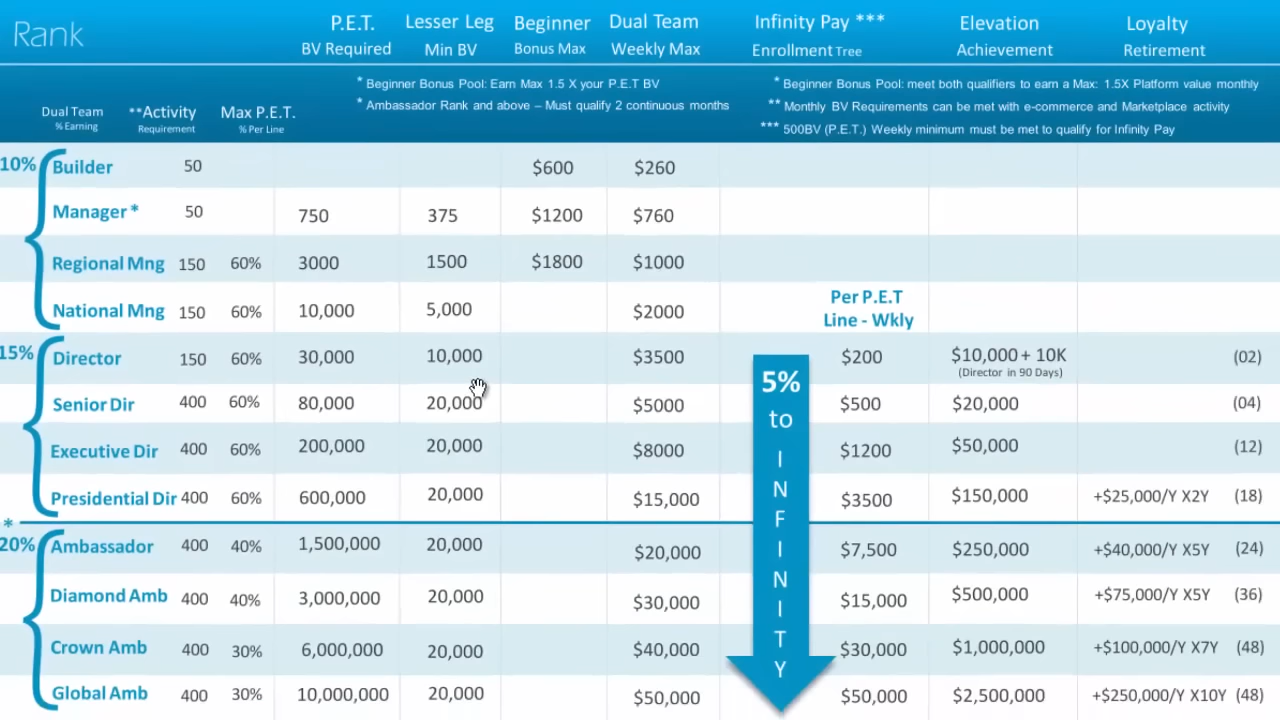 Rank P.E.T. Lesser Leg Beginner Dual Team Infinity Pay *** Elevation Loyalty
BV Required Min BV Bonus Max Weekly Max Enrollment Tree Achievement Retirement
* Beginner Bonus Pool: Earn Max 1.5 X your P.E.T BV
* Ambassador Rank and above – Must qualify 2 continuous months
* Beginner Bonus Pool: meet both qualifiers to earn a Max: 1.5X Platform value monthly
** Monthly BV Requirements can be met with e-commerce and Marketplace activity
*** 500BV (P.E.T.) Weekly minimum must be met to qualify for Infinity Pay
Dual Team **Activity Max P.E.T.
% Earning Requirement % Per Line
10% Builder 50 $600 $260
Manager * 50 750 375 $1200 $760
Regional Mng 150 60% 3000 1500 $1800 $1000
National Mng 150 60% 10,000 5,000 $2000
Per P.E.T
Line - Wkly
15% Director 150 60% 30,000 10,000 $3500 $200 $10,000 + 10K (02)
(Director in 90 Days)
Senior Dir 400 60% 80,000 20,000 $5000 $500 $20,000 (04)
Executive Dir 400 60% 200,000 20,000 $8000 $1200 $50,000 (12)
Presidential Dir 400 60% 600,000 20,000 $15,000 $3500 $150,000 +$25,000/Y X2Y (18)
*
20% Ambassador 400 40% 1,500,000 20,000 $20,000 $7,500 $250,000 +$40,000/Y X5Y (24)
Diamond Amb 400 40% 3,000,000 20,000 $30,000 $15,000 $500,000 +$75,000/Y X5Y (36)
Crown Amb 400 30% 6,000,000 20,000 $40,000 $30,000 $1,000,000 +$100,000/Y X7Y (48)
Global Amb 400 30% 10,000,000 20,000 $50,000 $50,000 $2,500,000 +$250,000/Y X10Y (48)
5%
to
I
N
F
I
N
I
T
Y